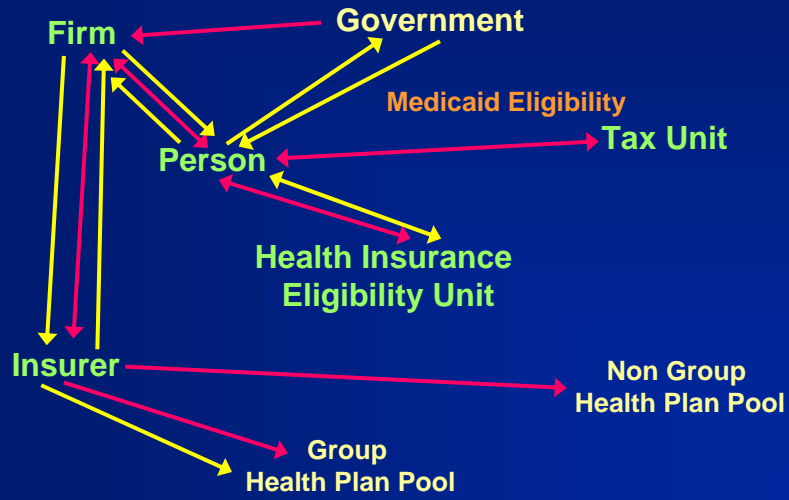 Government
Firm
Medicaid Eligibility
Tax Unit
Person
Health Insurance
Eligibility Unit
Insurer
Non Group
Health Plan Pool
Group
Health Plan Pool